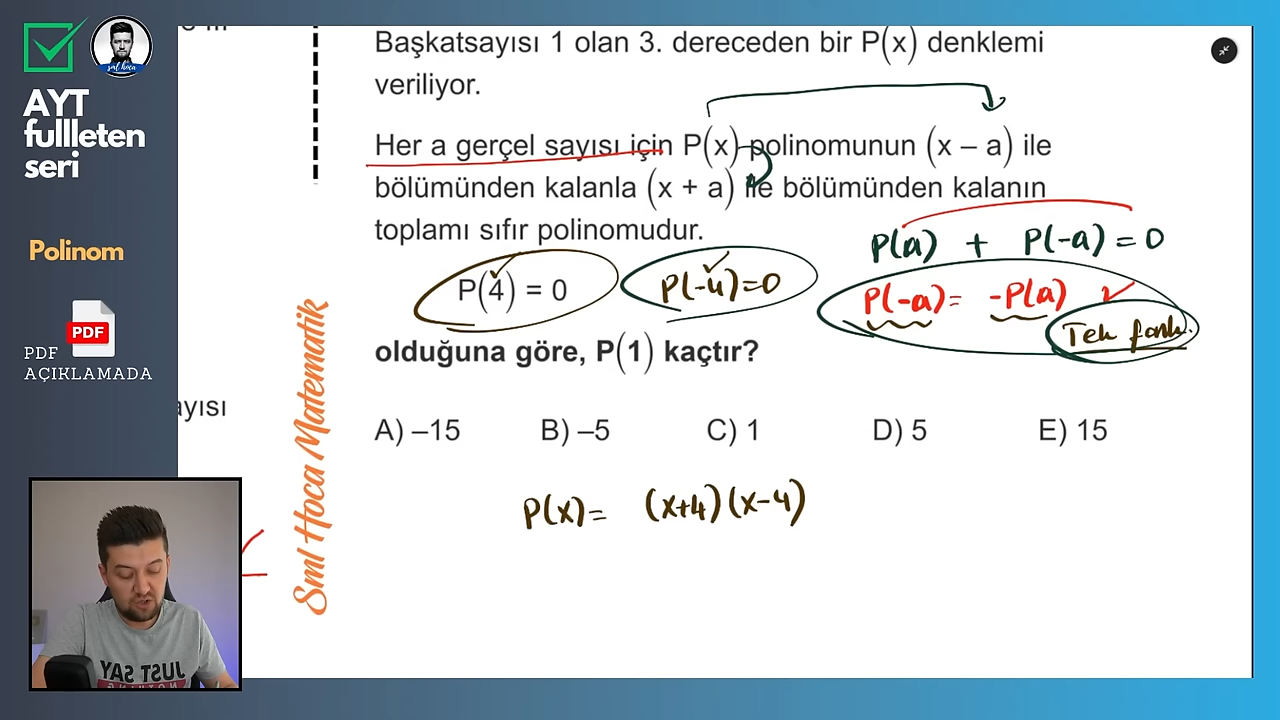 AYT
fullleten
seri
Polinom
PDF
PDF
AÇIKLAMADA
ayısı
Sml Hoca Matematik
Başkatsayısı 1 olan 3. dereceden bir P(x) denklemi
veriliyor.
Her a gerçel sayısı için P(x) polinomunun (x – a) ile
bölümünden kalanla (x + a) ile bölümünden kalanın
toplamı sıfır polinomudur.
P(a) + P(-a) = 0
P(4) = 0 P(-4)=0
P(-a)= -P(a)
Tek fonk.
olduğuna göre, P(1) kaçtır?
A) –15 B) –5 C) 1 D) 5 E) 15
P(x)= (x+4)(x-4)
JUST SAY
NOTHING